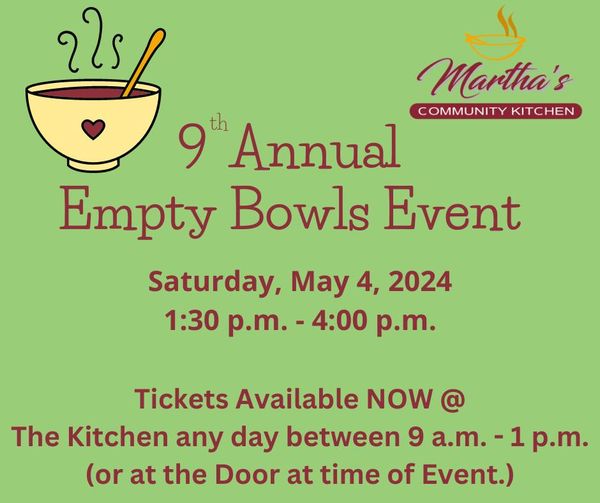 Martha's
COMMUNITY KITCHEN
9th Annual
Empty Bowls Event
Saturday, May 4, 2024
1:30 p.m. - 4:00 p.m.
Tickets Available NOW @
The Kitchen any day between 9 a.m. - 1 p.m.
(or at the Door at time of Event.)